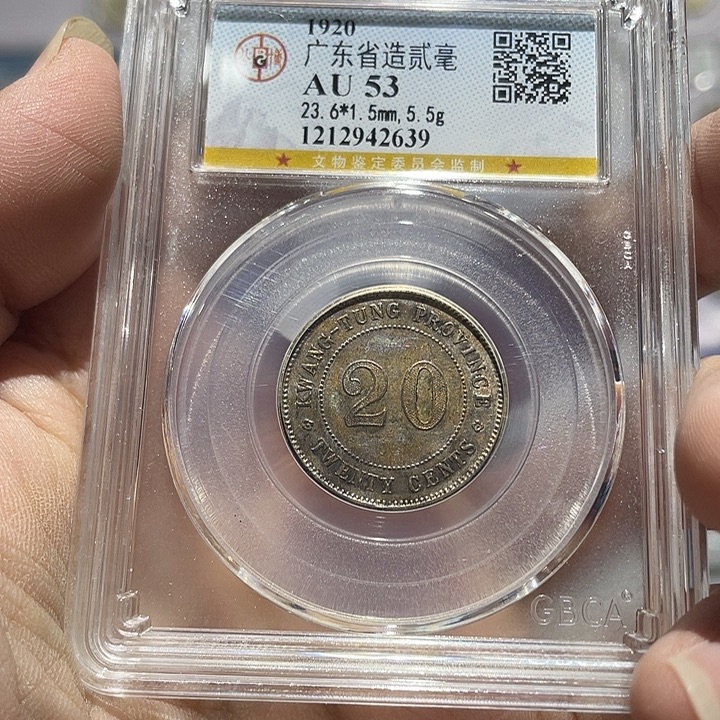 1920
广东省造贰毫
AU 53
23.6*1.5mm,5.5g
1212942639
文物鉴定委员会监制
KWANG-TUNG PROVINCE
20
TWENTY CENTS
GBCA